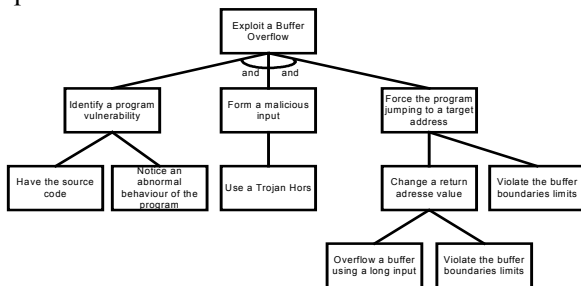 Exploit a Buffer
Overflow
and and
Identify a program
vulnerability
Form a malicious
input
Force the program
jumping to a target
address
Have the source
code
Notice an
abnormal
behaviour of the
program
Use a Trojan Hors
Change a return
adresse value
Violate the buffer
boundaries limits
Overflow a buffer
using a long input
Violate the buffer
boundaries limits